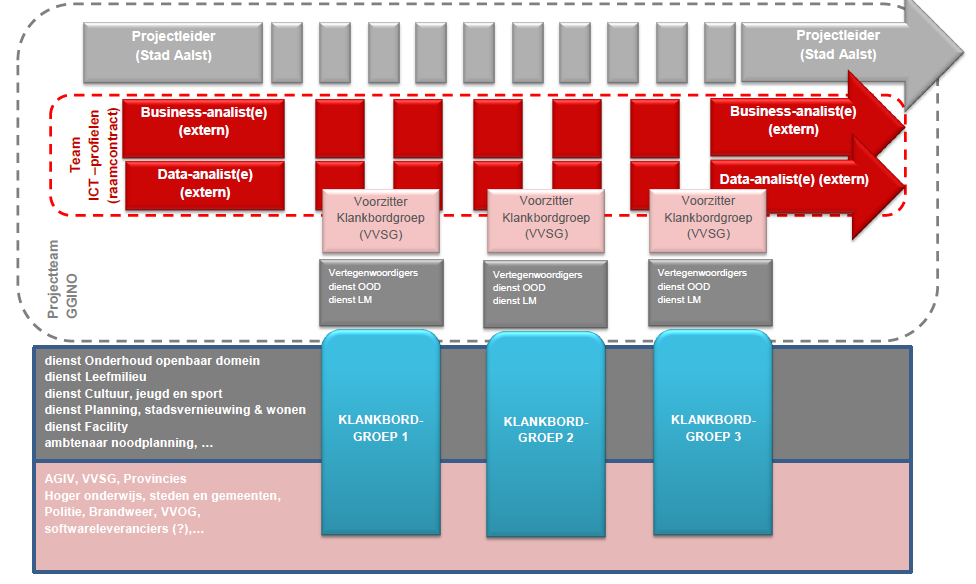 Projectleider
(Stad Aalst)
Projectleider
(Stad Aalst)
Team
ICT –profielen
(raamcontract)
Business-analist(e)
(extern)
Business-analist(e)
(extern)
Data-analist(e)
(extern)
Data-analist(e) (extern)
Voorzitter
Klankbordgroep
(VVSG)
Voorzitter
Klankbordgroep
(VVSG)
Voorzitter
Klankbordgroep
(VVSG)
Projectteam
GGINO
Vertegenwoordigers
dienst OOD
dienst LM
Vertegenwoordigers
dienst OOD
dienst LM
Vertegenwoordigers
dienst OOD
dienst LM
dienst Onderhoud openbaar domein
dienst Leefmilieu
dienst Cultuur, jeugd en sport
dienst Planning, stadsvernieuwing & wonen
dienst Facility
ambtenaar noodplanning, …
KLANKBORD-
GROEP 1
KLANKBORD-
GROEP 2
KLANKBORD-
GROEP 3
AGIV, VVSG, Provincies
Hoger onderwijs, steden en gemeenten,
Politie, Brandweer, VVOG,
softwareleveranciers (?),…